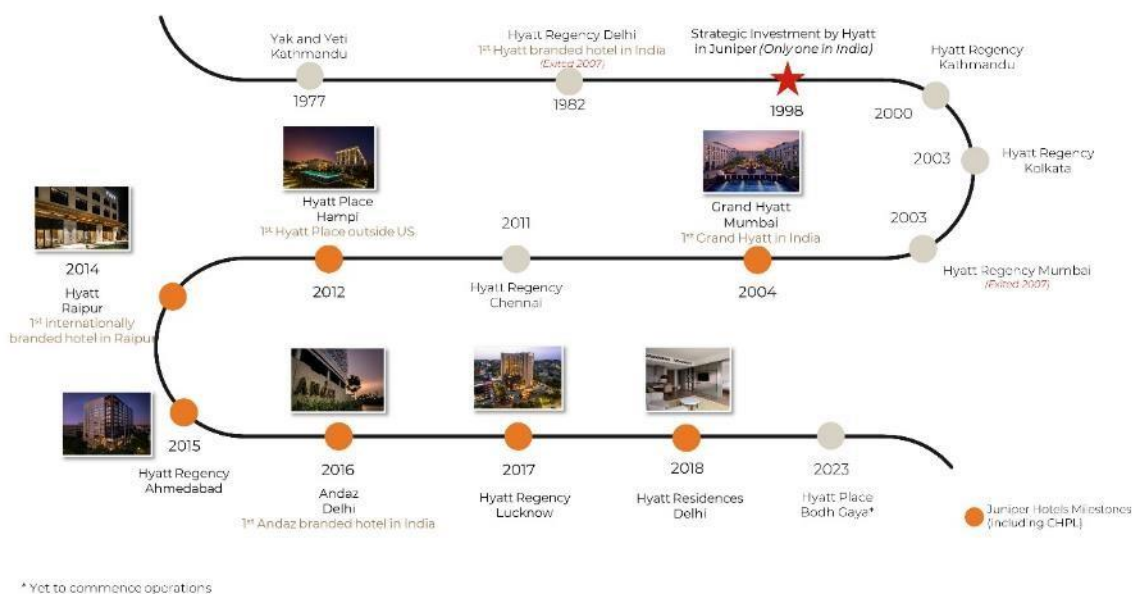 Yak and Yeti
Kathmandu
1977
Hyatt Regency Delhi
1st Hyatt branded hotel in India
(Exited 2007)
1982
Strategic Investment by Hyatt
in Juniper (Only one in India)
1998
Hyatt Regency
Kathmandu
2000
2003
Hyatt Regency
Kolkata
2003
Hyatt Regency Mumbai
(Exited 2007)
Grand Hyatt
Mumbai
1st Grand Hyatt in India
2004
2011
Hyatt Regency
Chennai
Hyatt Place
Hampi
1st Hyatt Place outside US
2012
2014
Hyatt
Raipur
1st internationally
branded hotel in Raipur
2015
Hyatt Regency
Ahmedabad
ANDAZ
2016
Andaz
Delhi
1st Andaz branded hotel in India
2017
Hyatt Regency
Lucknow
2018
Hyatt Residences
Delhi
2023
Hyatt Place
Bodh Gaya*
Juniper Hotels Milestones
(including CHPL)
* Yet to commence operations